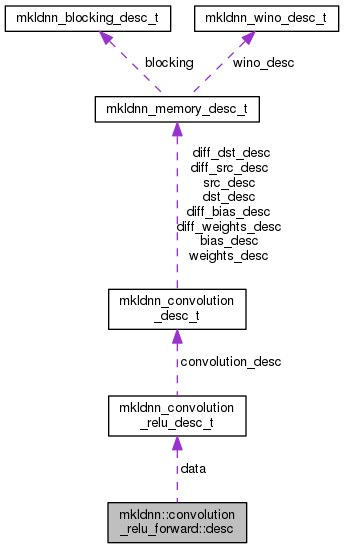 mkldnn_blocking_desc_t
mkldnn_wino_desc_t
blocking
wino_desc
mkldnn_memory_desc_t
diff_dst_desc
diff_src_desc
src_desc
dst_desc
diff_bias_desc
diff_weights_desc
bias_desc
weights_desc
mkldnn_convolution
_desc_t
convolution_desc
mkldnn_convolution
_relu_desc_t
data
mkldnn::convolution
_relu_forward::desc